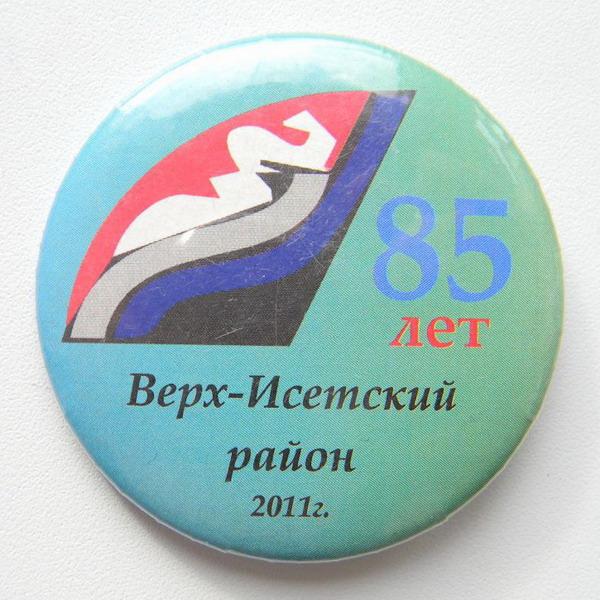 85
лет
Верх-Исетский
район
2011г.